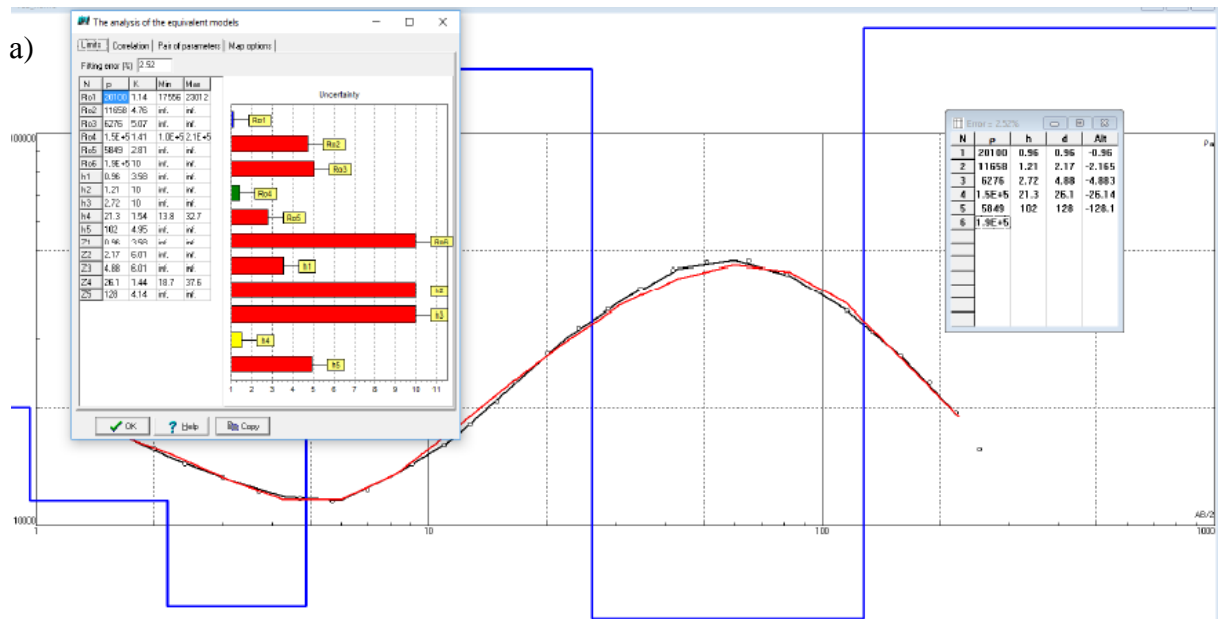 a)
The analysis of the equivalent models
Limits Correlation Pair of parameters Map options
Fitting error (%) 2.52
N ρ K Min Max
Ro1 20100 1.14 17556 23012
Ro2 11658 4.76 inf. inf.
Ro3 6276 5.07 inf. inf.
Ro4 1.5E+5 1.41 1.0E+5 2.1E+5
Ro5 5849 2.81 inf. inf.
Ro6 1.9E+5 10 inf. inf.
h1 0.96 3.58 inf. inf.
h2 1.21 10 inf. inf.
h3 2.72 10 inf. inf.
h4 21.3 1.54 13.8 32.7
h5 102 4.95 inf. inf.
Z1 0.96 3.58 inf. inf.
Z2 2.17 6.01 inf. inf.
Z3 4.88 6.01 inf. inf.
Z4 26.1 1.44 18.7 37.6
Z5 128 4.14 inf. inf.
Uncertainty
Ro1
Ro2
Ro3
Ro4
Ro5
Ro6
h1
h3
h4
h5
1 2 3 4 5 6 7 8 9 10 11
OK Help Copy
Error = 2.52%
N ρ h d Alt
1 20100 0.96 0.96 -0.96
2 11658 1.21 2.17 -2.165
3 6276 2.72 4.88 -4.883
4 1.5E+5 21.3 26.1 -26.14
5 5849 102 128 -128.1
6 1.9E+5
100000
ρa
10000
AB/2
1 10 100 1000